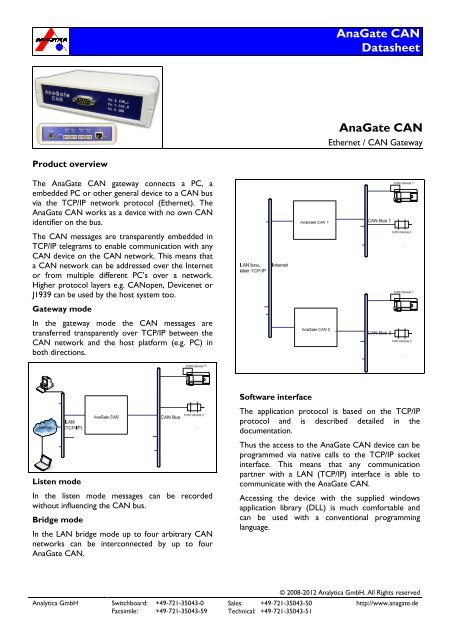 AnaGate CAN
Datasheet
ANALYTICA
AnaGate
CAN
AnaGate CAN
Ethernet / CAN Gateway
Product overview
The AnaGate CAN gateway connects a PC, a
embedded PC or other general device to a CAN bus
via the TCP/IP network protocol (Ethernet). The
AnaGate CAN works as a device with no own CAN
identifier on the bus.
The CAN messages are transparently embedded in
TCP/IP telegrams to enable communication with any
CAN device on the CAN network. This means that
a CAN network can be addressed over the Internet
or from multiple different PC's over a network.
Higher protocol layers e.g. CANopen, Devicenet or
J1939 can be used by the host system too.
Gateway mode
In the gateway mode the CAN messages are
transferred transparently over TCP/IP between the
CAN network and the host platform (e.g. PC) in
both directions.
CAN Device 1
LAN
(TCP/IP)
AnaGate CAN
CAN Bus
CAN Device 2
Listen mode
In the listen mode messages can be recorded
without influencing the CAN bus.
Bridge mode
In the LAN bridge mode up to four arbitrary CAN
networks can be interconnected by up to four
AnaGate CAN.
CAN Device 1
AnaGate CAN 1
CAN Bus 1
CAN Device 2
LAN bzw. Internet
über TCP/IP
CAN Device 1
AnaGate CAN 2
CAN Bus 2
CAN Device 2
Software interface
The application protocol is based on the TCP/IP
protocol and is described detailed in the
documentation.
Thus the access to the AnaGate CAN device can be
programmed via native calls to the TCP/IP socket
interface. This means that any communication
partner with a LAN (TCP/IP) interface is able to
communicate with the AnaGate CAN.
Accessing the device with the supplied windows
application library (DLL) is much comfortable and
can be used with a conventional programming
language.
© 2008-2012 Analytica GmbH. All Rights reserved
Analytica GmbH Switchboard: +49-721-35043-0 Sales: +49-721-35043-50 http://www.anagate.de
Facsimile: +49-721-35043-59 Technical: +49-721-35043-51